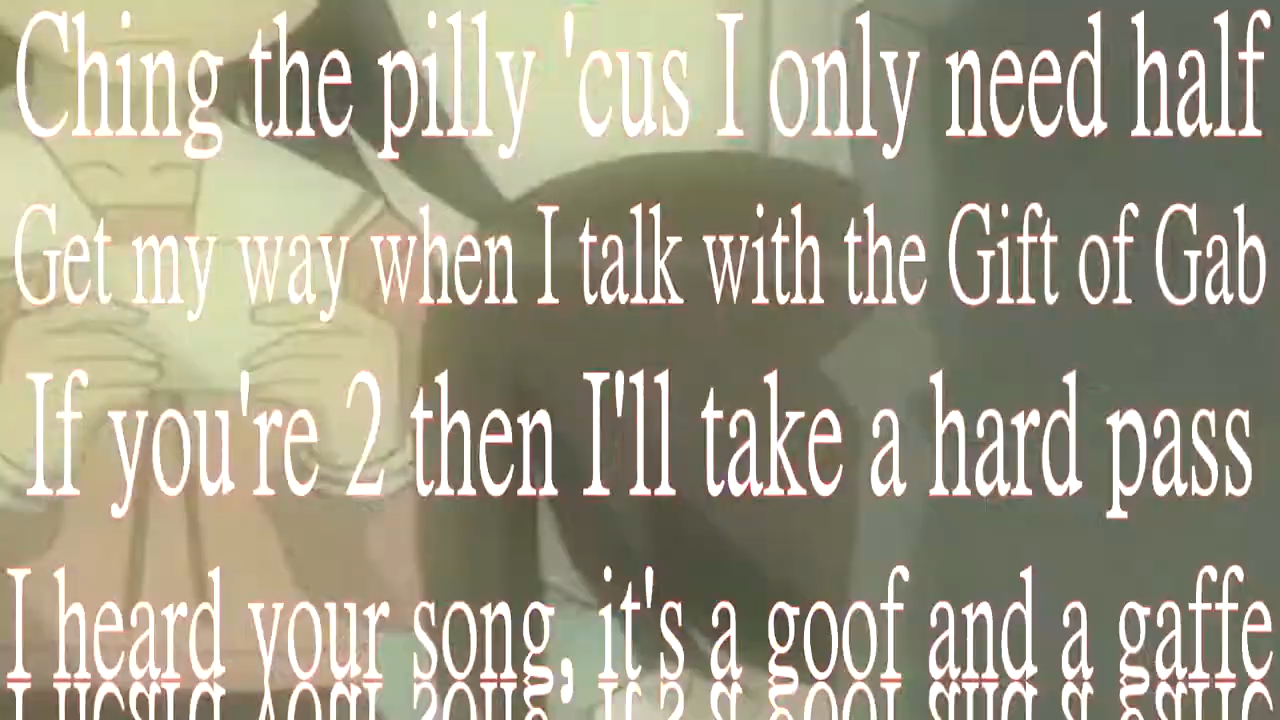 Ching the pilly 'cus I only need half
Get my way when I talk with the Gift of Gab
If you're 2 then I'll take a hard pass
I heard your song, it's a goof and a gaffe